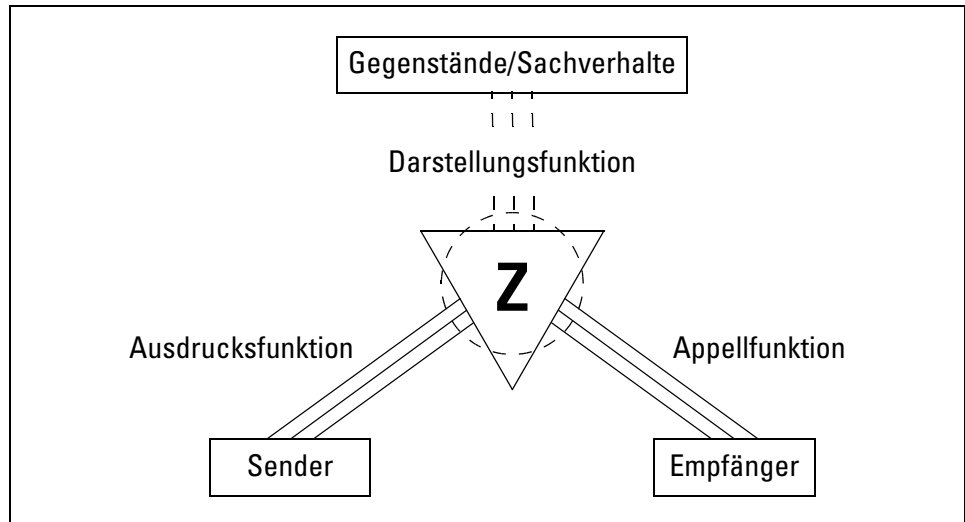 Gegenstände/Sachverhalte
Darstellungsfunktion
Z
Ausdrucksfunktion
Appellfunktion
Sender
Empfänger